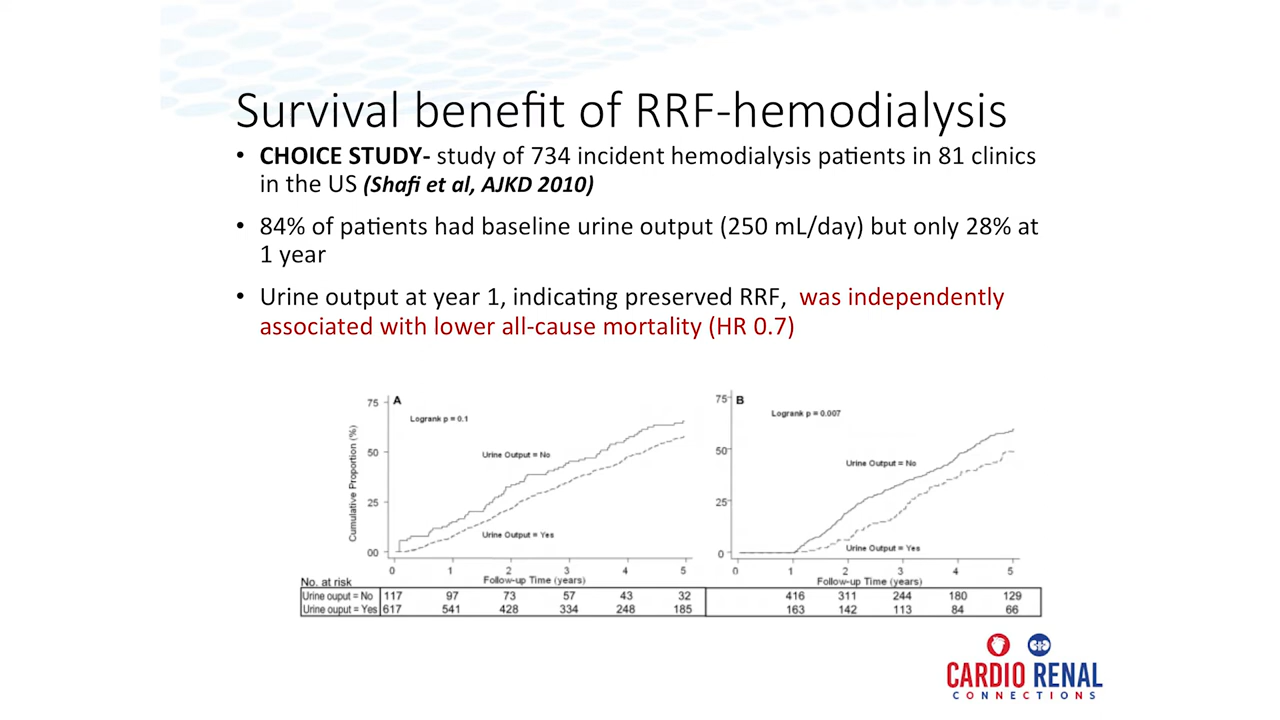 Survival benefit of RRF-hemodialysis
• CHOICE STUDY- study of 734 incident hemodialysis patients in 81 clinics
in the US (Shafi et al, AJKD 2010)
• 84% of patients had baseline urine output (250 mL/day) but only 28% at
1 year
• Urine output at year 1, indicating preserved RRF, was independently
associated with lower all-cause mortality (HR 0.7)
75 A
Logrank p = 0.1
Urine Output = No
50
Cumulative Proportion (%)
25
Urine Output = Yes
00
0 1 2 3 4 5
Follow-up Time (years)
75 B
Logrank p = 0.007
50
Urine Output = No
25
Urine Output = Yes
0
0 1 2 3 4 5
Follow-up Time (years)
No. at risk
Urine ouput = No 117 97 73 57 43 32 416 311 244 180 129
Urine ouput = Yes 617 541 428 334 248 185 163 142 113 84 66
CARDIO RENAL
CONNECTIONS